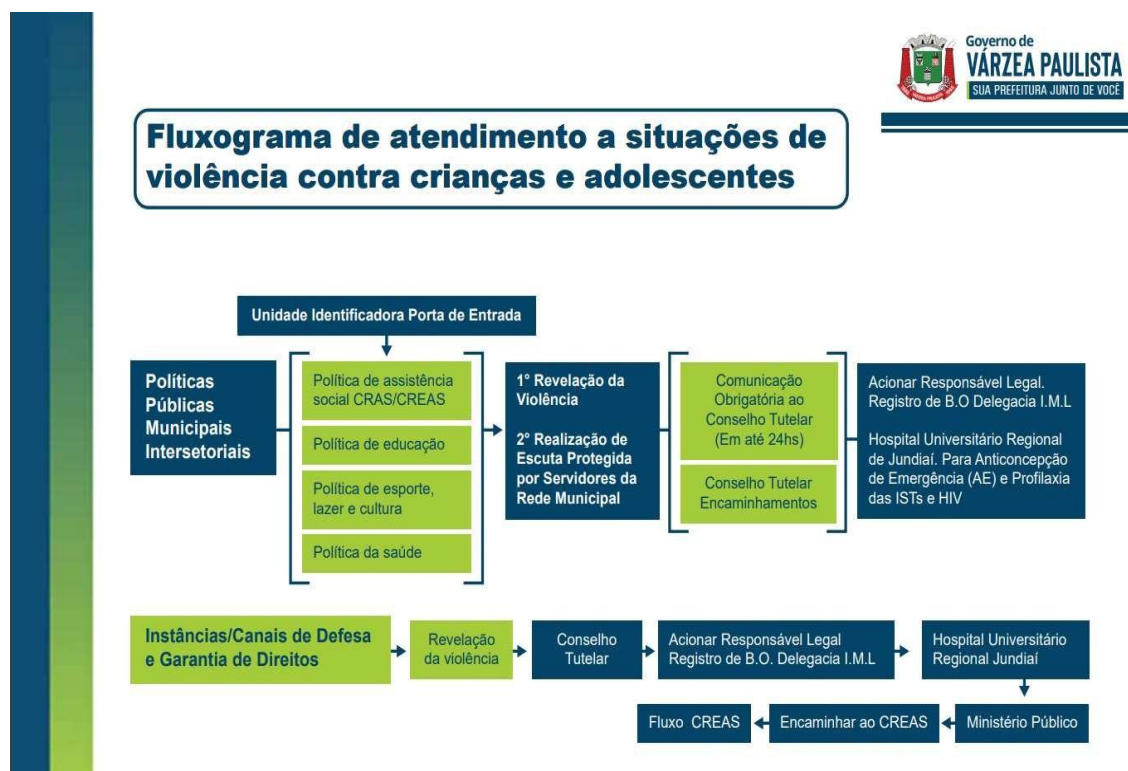 Governo de
VÁRZEA PAULISTA
SUA PREFEITURA JUNTO DE VOCÊ
Fluxograma de atendimento a situações de
violência contra crianças e adolescentes
Unidade Identificadora Porta de Entrada
Políticas
Públicas
Municipais
Intersetoriais
Política de assistência
social CRAS/CREAS
Política de educação
Política de esporte,
lazer e cultura
Política da saúde
1° Revelação da
Violência
2° Realização de
Escuta Protegida
por Servidores da
Rede Municipal
Comunicação
Obrigatória ao
Conselho Tutelar
(Em até 24hs)
Conselho Tutelar
Encaminhamentos
Acionar Responsável Legal.
Registro de B.O Delegacia I.M.L
Hospital Universitário Regional
de Jundiaí. Para Anticoncepção
de Emergência (AE) e Profilaxia
das ISTs e HIV
Instâncias/Canais de Defesa
e Garantia de Direitos
Revelação
da violência
Conselho
Tutelar
Acionar Responsável Legal
Registro de B.O. Delegacia I.M.L
Hospital Universitário
Regional Jundiaí
Fluxo CREAS
Encaminhar ao CREAS
Ministério Público